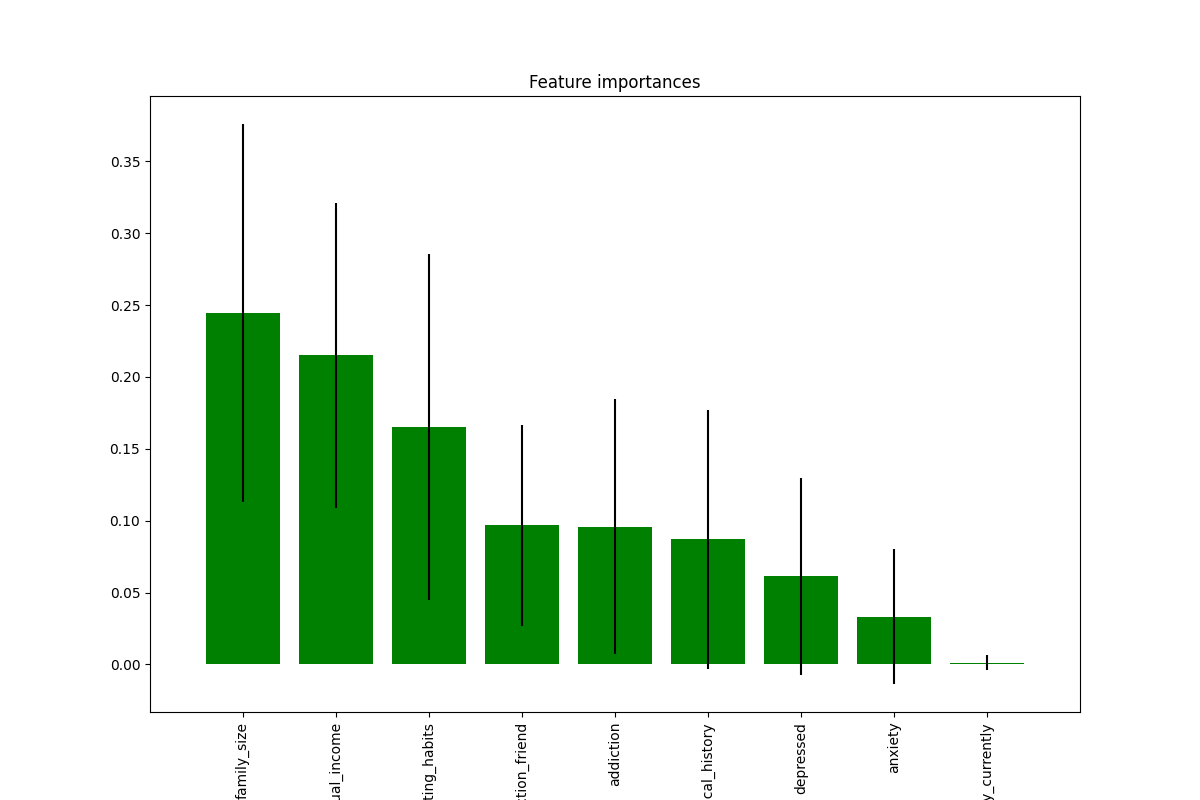 Feature importances
0.35
0.30
0.25
0.20
0.15
0.10
0.05
0.00
family_size
ual_income
ting_habits
ction_friend
addiction
cal_history
depressed
anxiety
y_currently